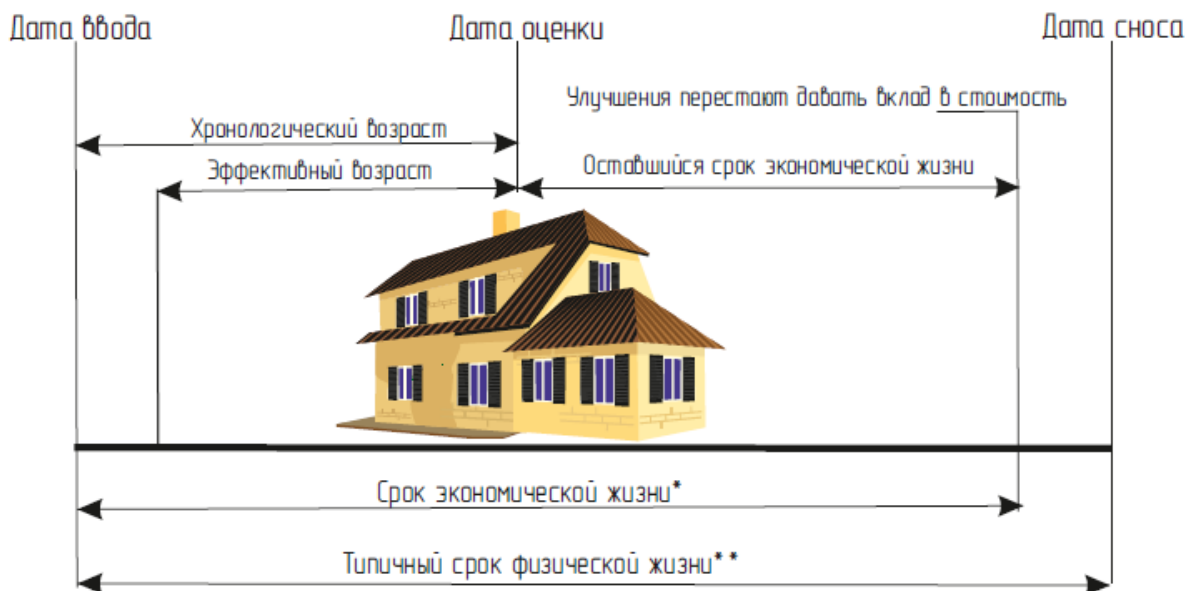 Дата ввода
Дата оценки
Дата сноса
Улучшения перестают давать вклад в стоимость
Хронологический возраст
Эффективный возраст
Оставшийся срок экономической жизни
Срок экономической жизни*
Типичный срок физической жизни**